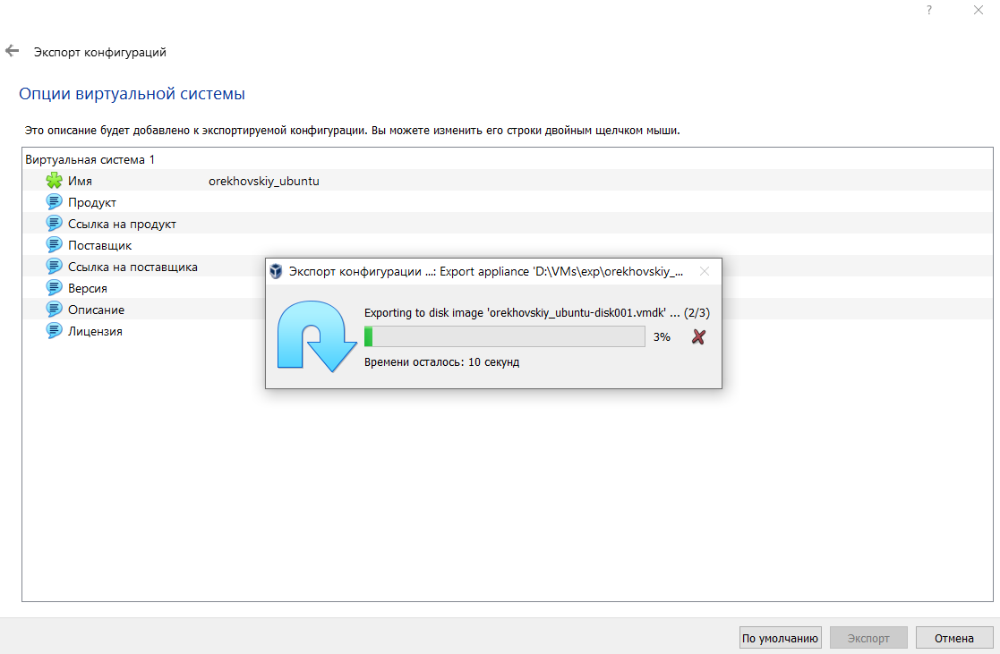 ?
Экспорт конфигураций
Опции виртуальной системы
Это описание будет добавлено к экспортируемой конфигурации. Вы можете изменить его строки двойным щелчком мыши.
Виртуальная система 1
Имя orekhovskiy_ubuntu
Продукт
Ссылка на продукт
Поставщик
Ссылка на поставщика
Версия
Описание
Лицензия
Экспорт конфигурации ...: Export appliance 'D:\VMs\exp\orekhovskiy_...
Exporting to disk image 'orekhovskiy_ubuntu-disk001.vmdk' ... (2/3)
3%
Времени осталось: 10 секунд
По умолчанию Экспорт Отмена